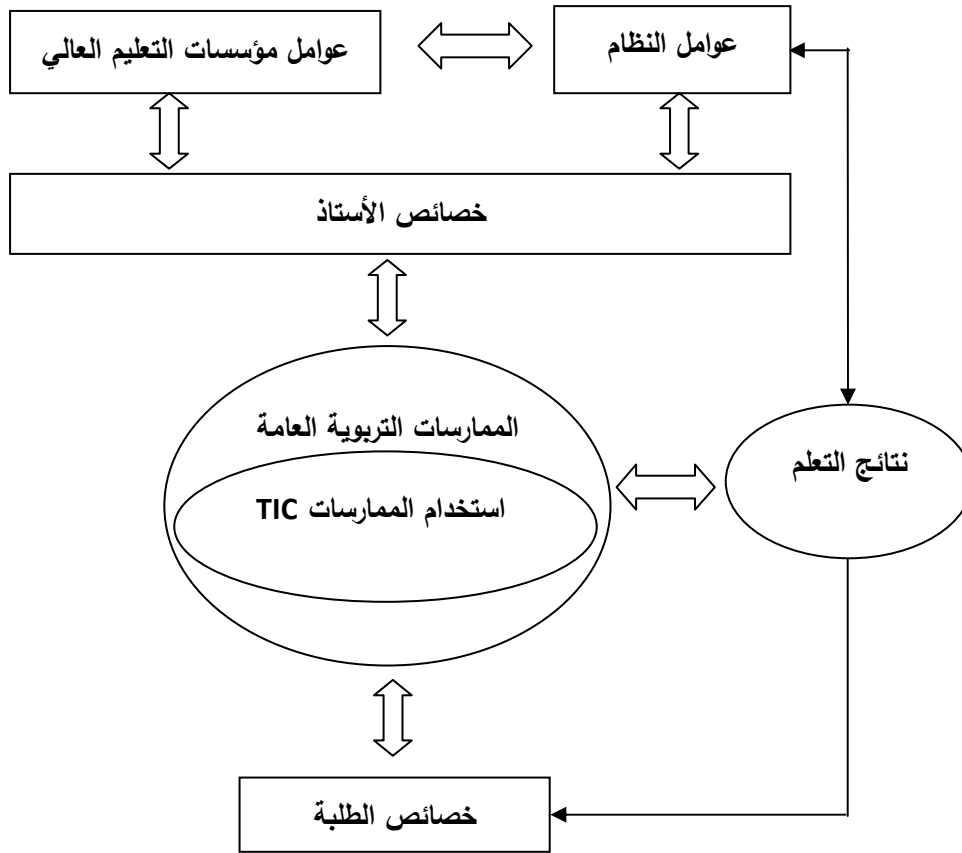 عوامل النظام
عوامل مؤسسات التعليم العالي
خصائص الأستاذ
الممارسات التربوية العامة
استخدام الممارسات TIC
نتائج التعلم
خصائص الطلبة